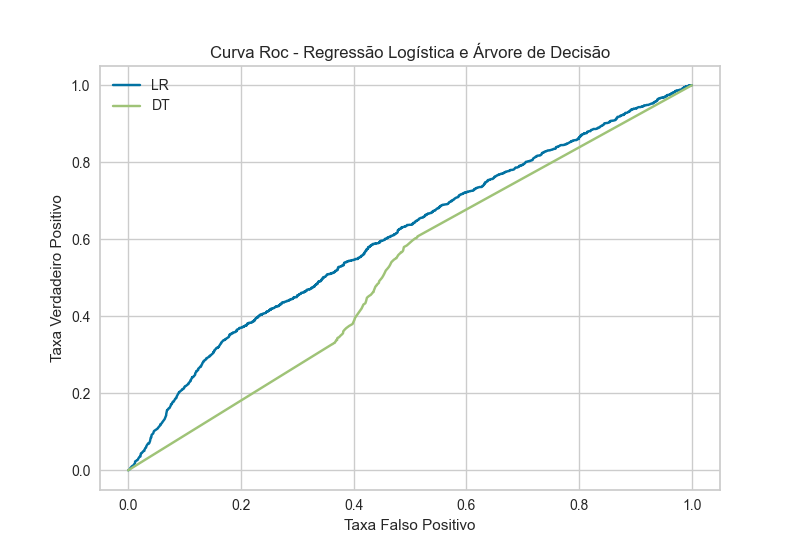 Curva Roc - Regressão Logística e Árvore de Decisão
LR
DT
Taxa Verdadeiro Positivo
1.0
0.8
0.6
0.4
0.2
0.0
0.0 0.2 0.4 0.6 0.8 1.0
Taxa Falso Positivo